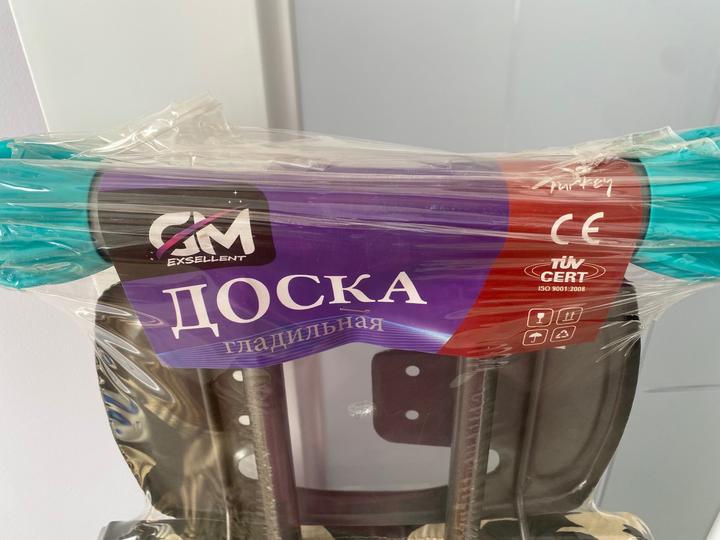 GM
EXSELLENT
ДОСКА
гладильная
Turkey
CE
TÜV
CERT
ISO 9001:2008